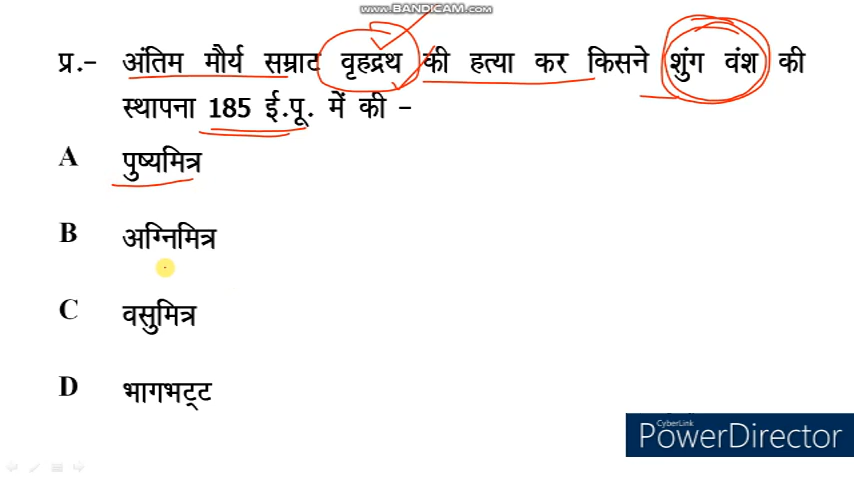 www.BANDICAM.com
प्र.- अंतिम मौर्य सम्राट वृहद्रथ की हत्या कर किसने शुंग वंश की
स्थापना 185 ई.पू. में की -
A पुष्यमित्र
B अग्निमित्र
C वसुमित्र
D भागभट्ट
CyberLink
PowerDirector